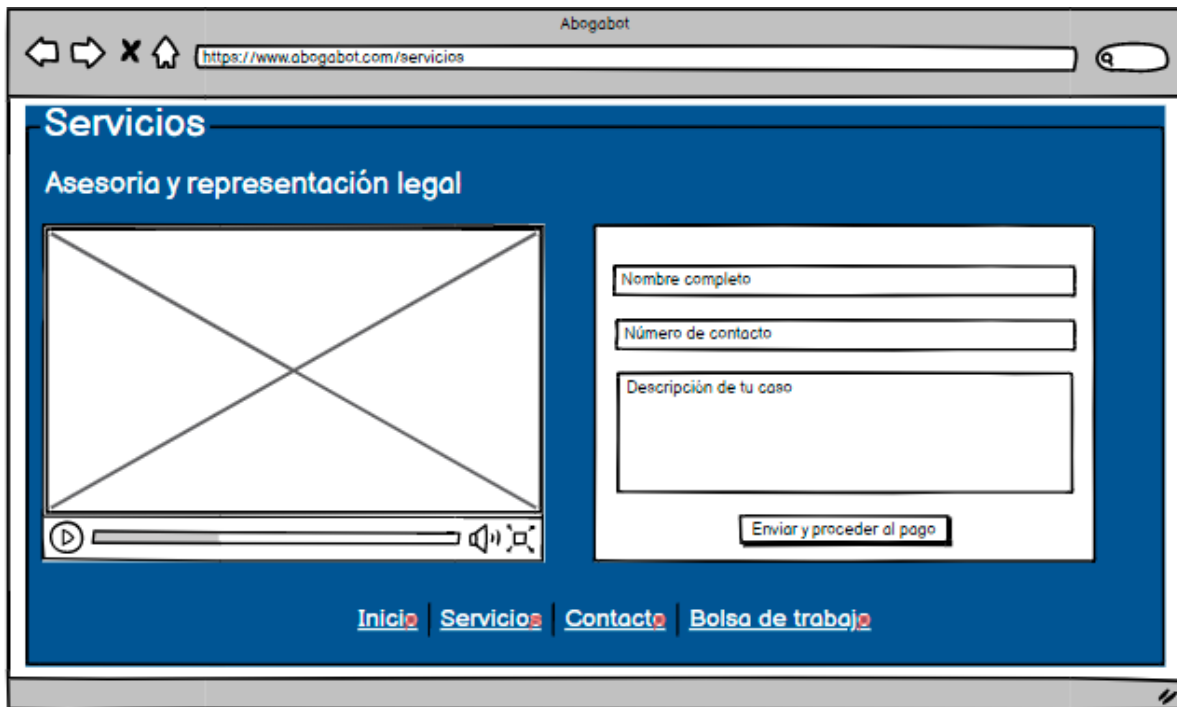 Abogabot
https://www.abogabot.com/servicios
Servicios
Asesoria y representación legal
Nombre completo
Número de contacto
Descripción de tu caso
Enviar y proceder al pago
Inicio Servicios Contacto Bolsa de trabajo